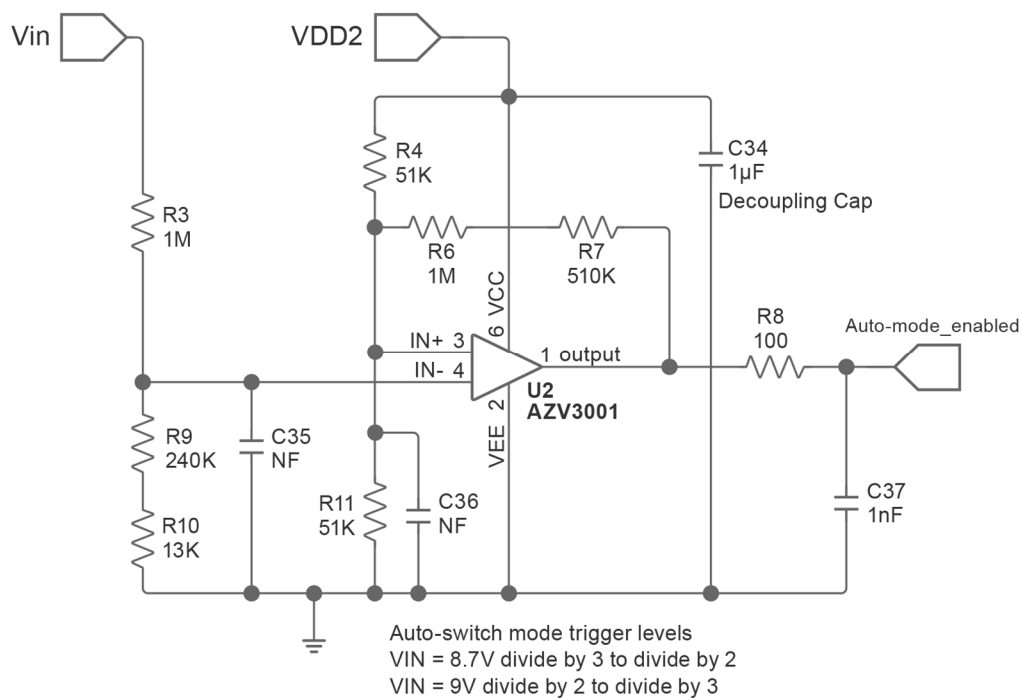 Vin
VDD2
R4
51K
C34
1µF
Decoupling Cap
R3
1M
R6
1M
R7
510K
6 VCC
IN+ 3
IN- 4
1 output
U2
AZV3001
VEE 2
R8
100
Auto-mode_enabled
R9
240K
C35
NF
R10
13K
R11
51K
C36
NF
C37
1nF
Auto-switch mode trigger levels
VIN = 8.7V divide by 3 to divide by 2
VIN = 9V divide by 2 to divide by 3